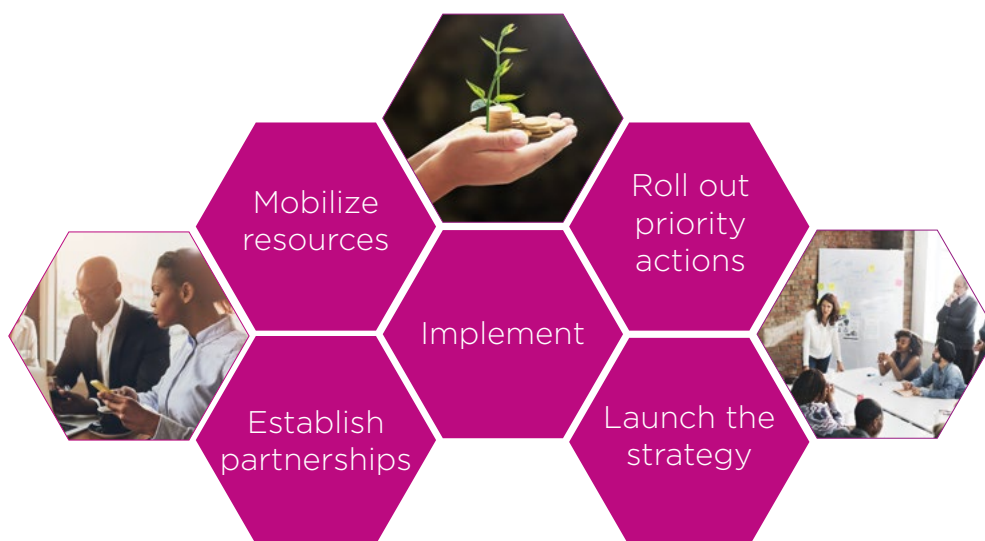 Mobilize
resources
Roll out
priority
actions
Implement
Establish
partnerships
Launch the
strategy